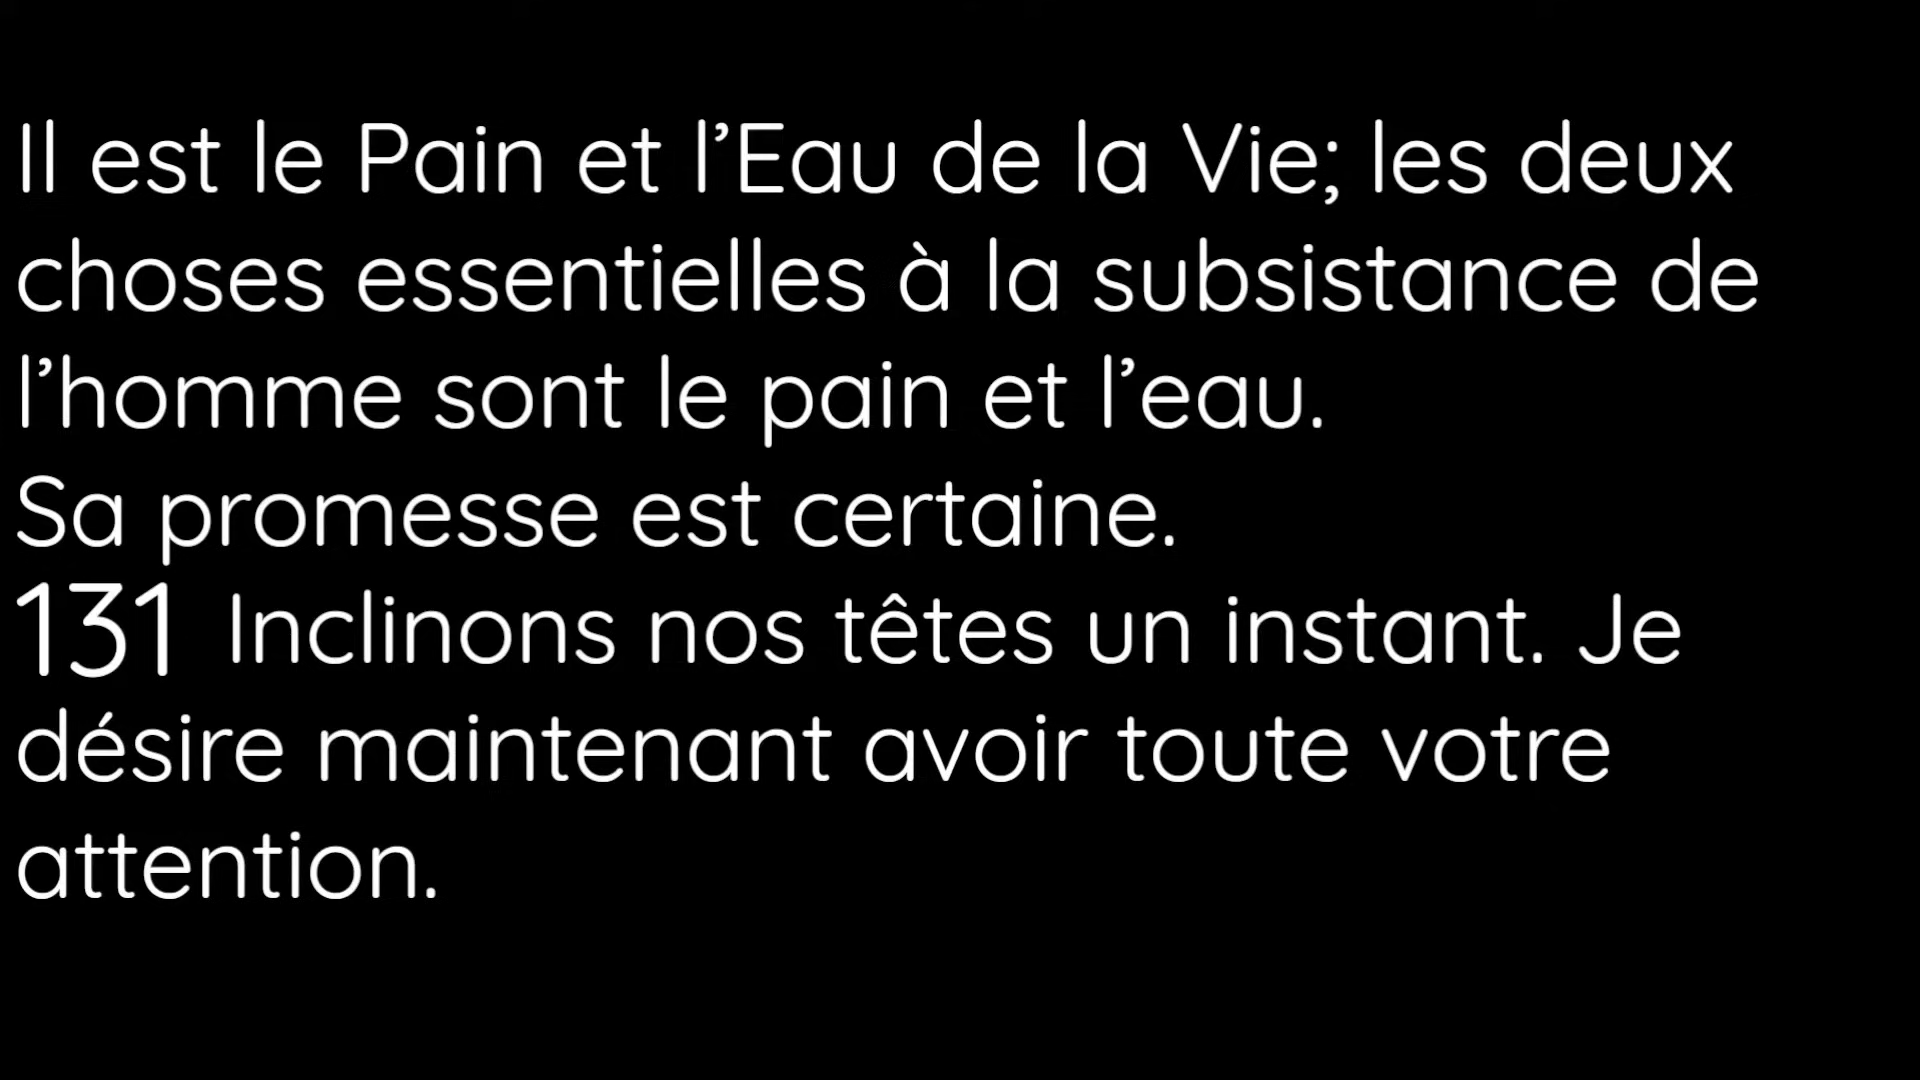 Il est le Pain et l’Eau de la Vie; les deux
choses essentielles à la subsistance de
l’homme sont le pain et l’eau.
Sa promesse est certaine.
131 Inclinons nos têtes un instant. Je
désire maintenant avoir toute votre
attention.